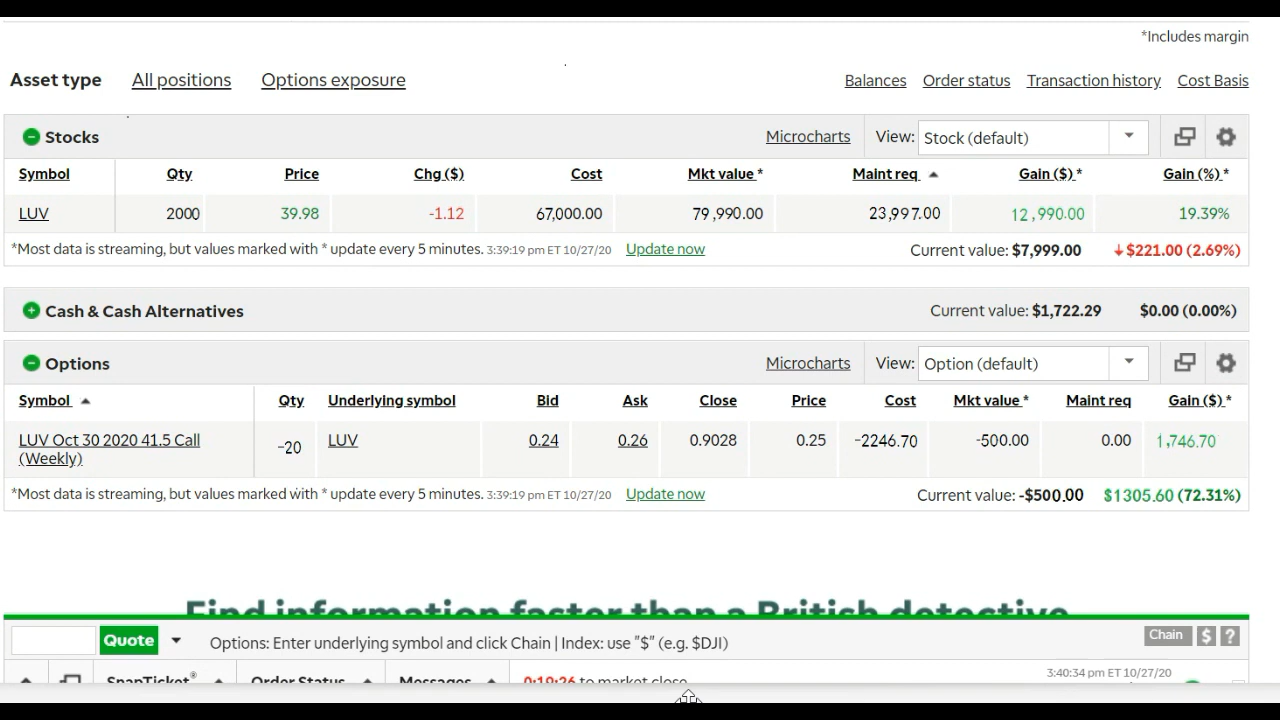 *Includes margin
Asset type All positions Options exposure Balances Order status Transaction history Cost Basis
Stocks Microcharts View: Stock (default)
Symbol Qty Price Chg ($) Cost Mkt value * Maint req Gain ($) * Gain (%) *
LUV 2000 39.98 -1.12 67,000.00 79,990.00 23,997.00 12,990.00 19.39%
*Most data is streaming, but values marked with * update every 5 minutes. 3:39:19 pm ET 10/27/20 Update now Current value: $7,999.00 $221.00 (2.69%)
Cash & Cash Alternatives Current value: $1,722.29 $0.00 (0.00%)
Options Microcharts View: Option (default)
Symbol Qty Underlying symbol Bid Ask Close Price Cost Mkt value * Maint req Gain ($) *
LUV Oct 30 2020 41.5 Call -20 LUV 0.24 0.26 0.9028 0.25 -2246.70 -500.00 0.00 1,746.70
(Weekly)
*Most data is streaming, but values marked with * update every 5 minutes. 3:39:19 pm ET 10/27/20 Update now Current value: -$500.00 $1305.60 (72.31%)
Find information faster than a British detective
Quote Options: Enter underlying symbol and click Chain | Index: use "$" (e.g. $DJI) Chain $ ?
SnapTicket® Order Status Messages 0:19:26 to market close 3:40:34 pm ET 10/27/20